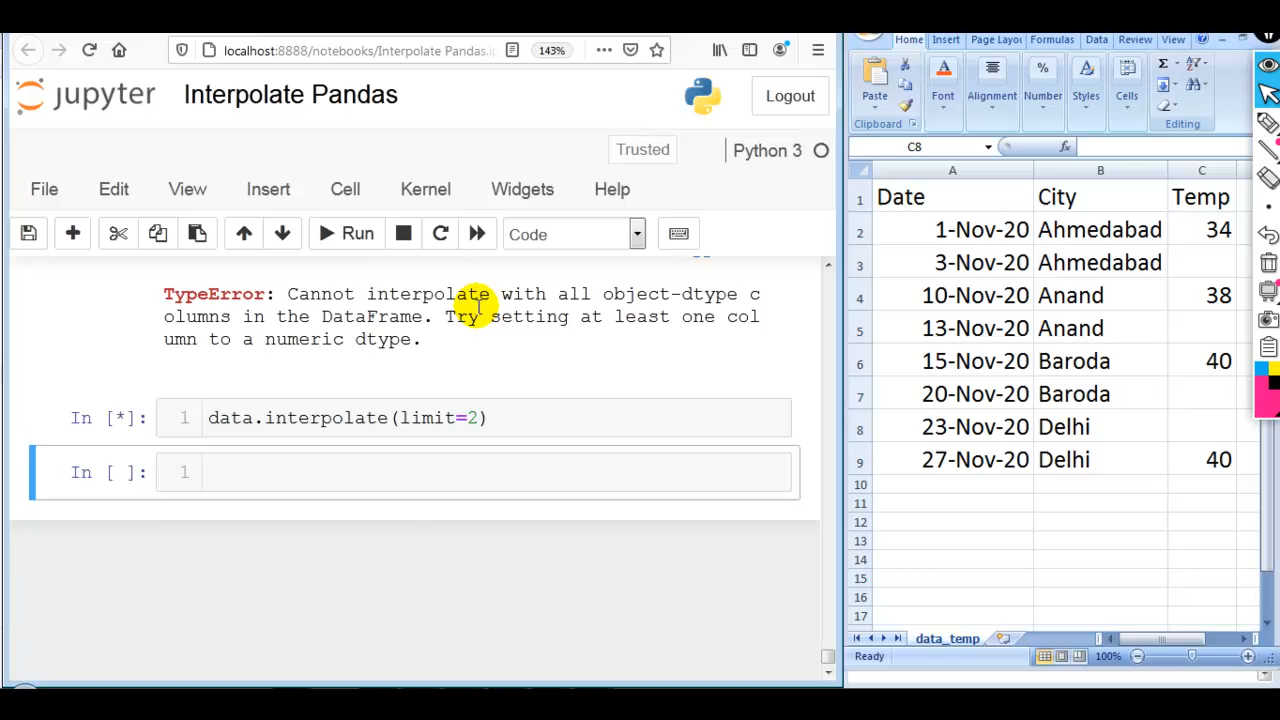 localhost:8888/notebooks/Interpolate Pandas.i
143%
jupyter Interpolate Pandas
Logout
Trusted
Python 3
File Edit View Insert Cell Kernel Widgets Help
Run
Code
TypeError: Cannot interpolate with all object-dtype c
olumns in the DataFrame. Try setting at least one col
umn to a numeric dtype.
In [*]: 1 data.interpolate(limit=2)
In [ ]: 1
Home Insert Page Layou Formulas Data Review View
Paste Font Alignment Number Styles Cells
Clipboard Editing
C8 fx
A B C
1 Date City Temp
2 1-Nov-20 Ahmedabad 34
3 3-Nov-20 Ahmedabad
4 10-Nov-20 Anand 38
5 13-Nov-20 Anand
6 15-Nov-20 Baroda 40
7 20-Nov-20 Baroda
8 23-Nov-20 Delhi
9 27-Nov-20 Delhi 40
10
11
12
13
14
15
16
17
data_temp
Ready 100%